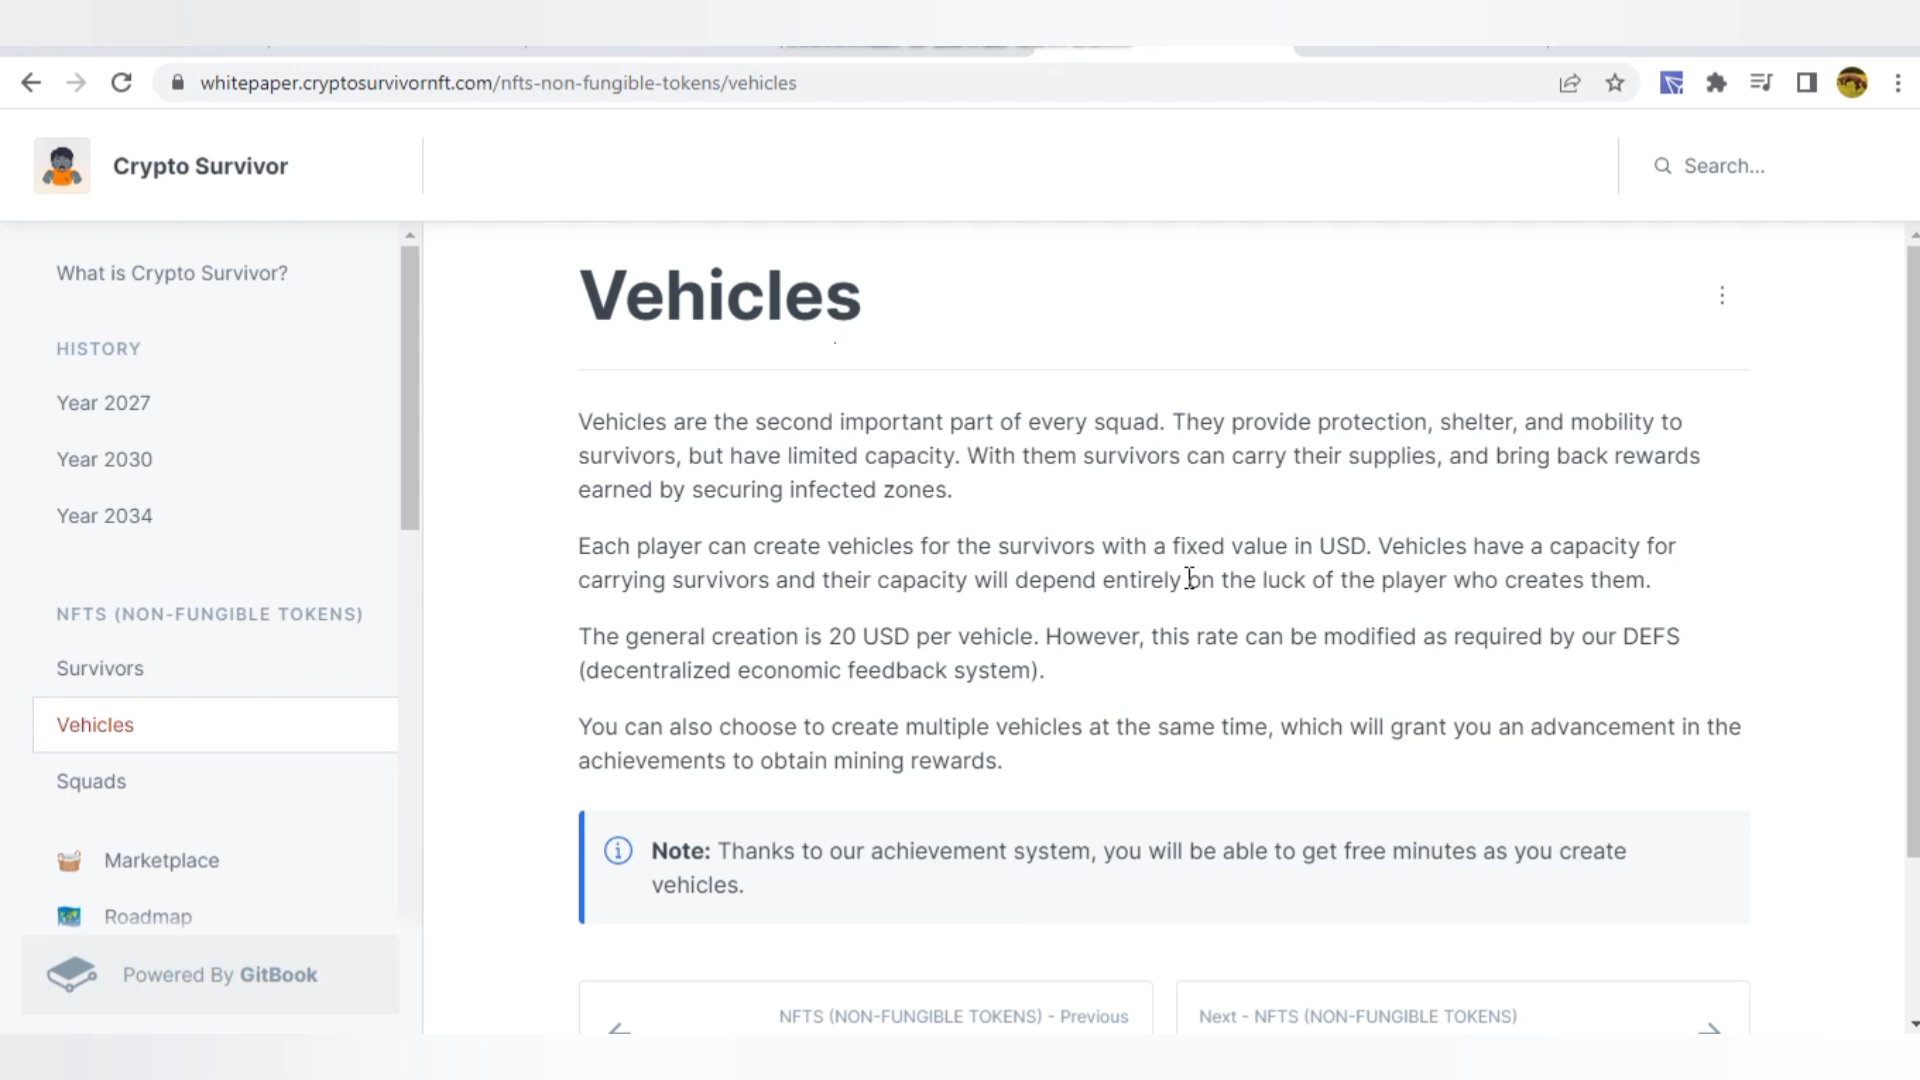 whitepaper.cryptosurvivornft.com/nfts-non-fungible-tokens/vehicles
Crypto Survivor
Search...
What is Crypto Survivor?
HISTORY
Year 2027
Year 2030
Year 2034
NFTS (NON-FUNGIBLE TOKENS)
Survivors
Vehicles
Squads
Marketplace
Roadmap
Powered By GitBook
Vehicles
Vehicles are the second important part of every squad. They provide protection, shelter, and mobility to
survivors, but have limited capacity. With them survivors can carry their supplies, and bring back rewards
earned by securing infected zones.
Each player can create vehicles for the survivors with a fixed value in USD. Vehicles have a capacity for
carrying survivors and their capacity will depend entirely on the luck of the player who creates them.
The general creation is 20 USD per vehicle. However, this rate can be modified as required by our DEFS
(decentralized economic feedback system).
You can also choose to create multiple vehicles at the same time, which will grant you an advancement in the
achievements to obtain mining rewards.
Note: Thanks to our achievement system, you will be able to get free minutes as you create
vehicles.
NFTS (NON-FUNGIBLE TOKENS) - Previous
Next - NFTS (NON-FUNGIBLE TOKENS)